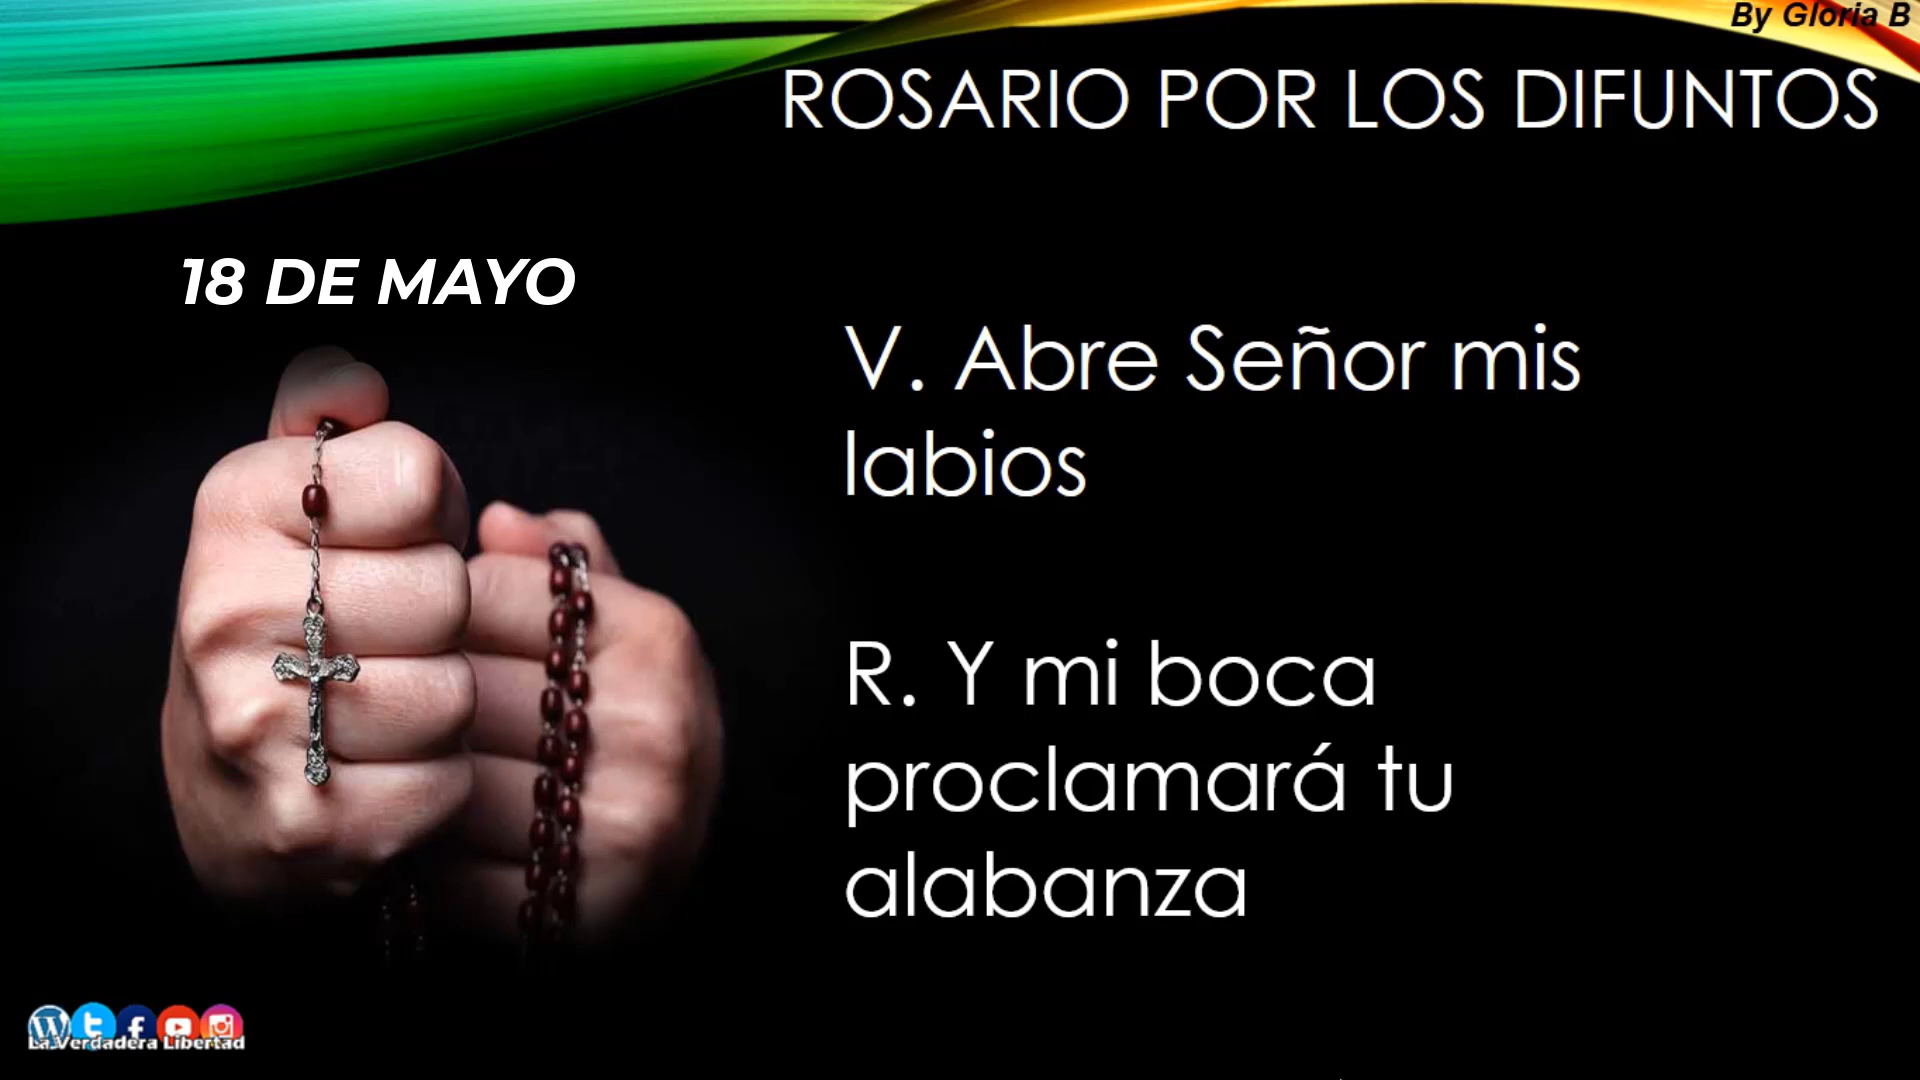 By Gloria B
ROSARIO POR LOS DIFUNTOS
18 DE MAYO
V. Abre Señor mis
labios
R. Y mi boca
proclamará tu
alabanza
La Verdadera Libertad